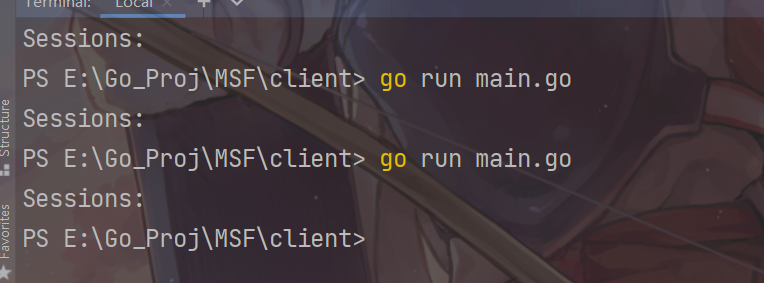 Terminal: Local × + ⌄
Sessions:
PS E:\Go_Proj\MSF\client> go run main.go
Sessions:
PS E:\Go_Proj\MSF\client> go run main.go
Sessions:
PS E:\Go_Proj\MSF\client>
Structure
Favorites